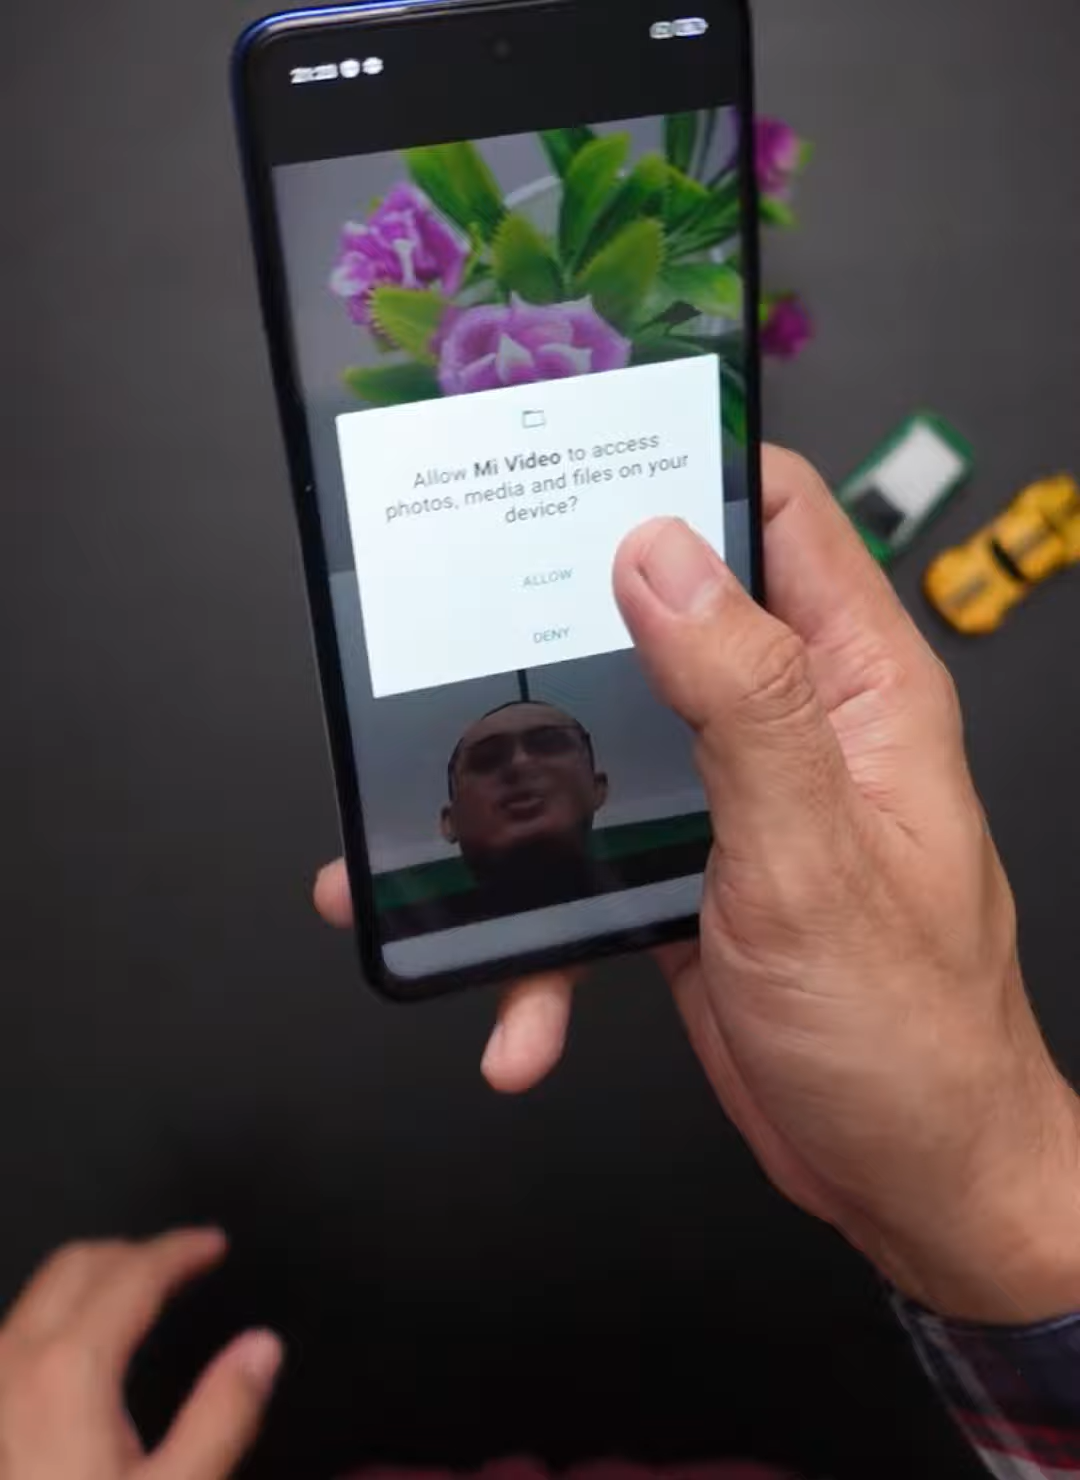 Allow Mi Video to access
photos, media and files on your
device?
ALLOW
DENY